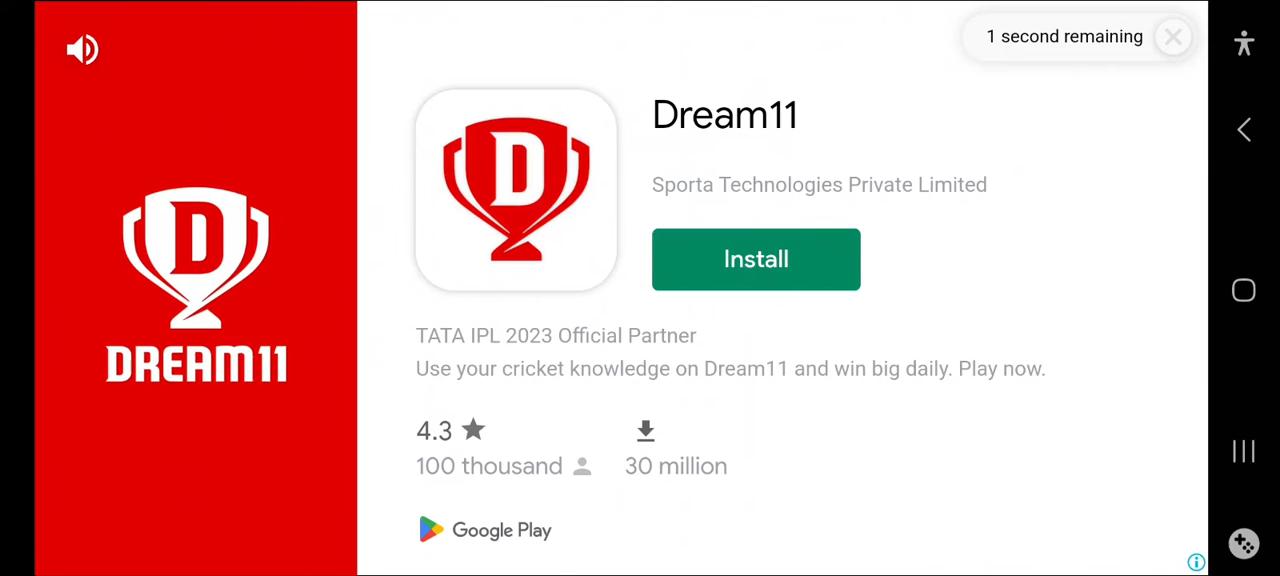 1 second remaining
D
DREAM11
D
Dream11
Sporta Technologies Private Limited
Install
TATA IPL 2023 Official Partner
Use your cricket knowledge on Dream11 and win big daily. Play now.
4.3
100 thousand
30 million
Google Play